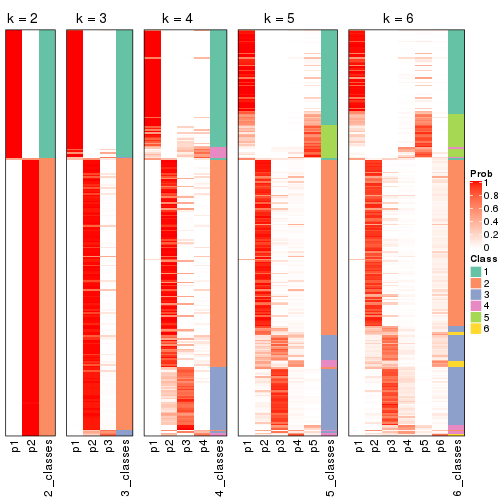 k = 2
k = 3
k = 4
k = 5
k = 6
p1
p2
2_classes
p1
p2
p3
3_classes
p1
p2
p3
p4
4_classes
p1
p2
p3
p4
p5
5_classes
p1
p2
p3
p4
p5
p6
6_classes
Prob
1
0.8
0.6
0.4
0.2
0
Class
1
2
3
4
5
6